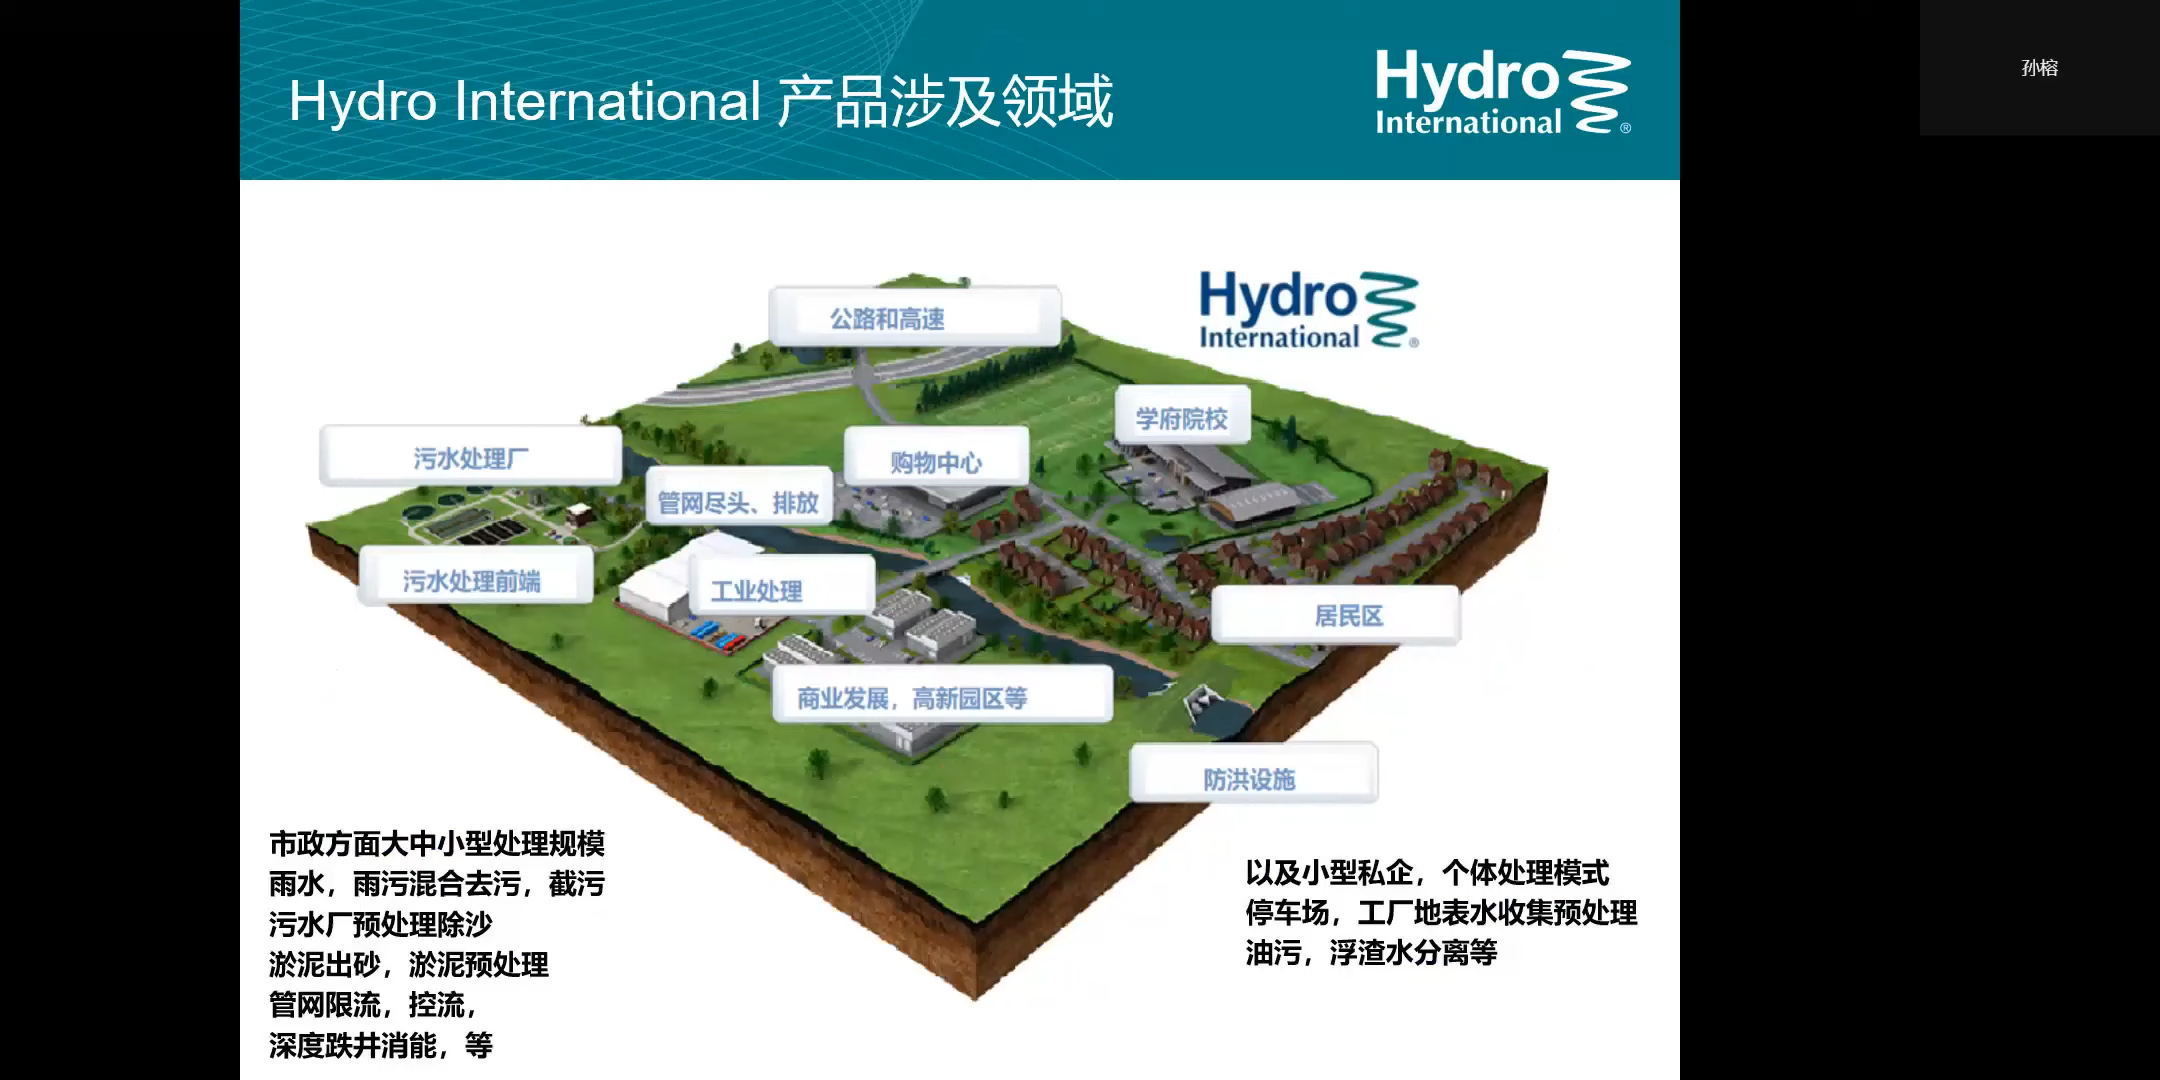 Hydro International 产品涉及领域
Hydro
International
®
孙榕
公路和高速
Hydro
International
®
学府院校
污水处理厂
购物中心
管网尽头、排放
污水处理前端
工业处理
居民区
商业发展，高新园区等
防洪设施
市政方面大中小型处理规模
雨水，雨污混合去污，截污
污水厂预处理除沙
淤泥出砂，淤泥预处理
管网限流，控流，
深度跌井消能，等
以及小型私企，个体处理模式
停车场，工厂地表水收集预处理
油污，浮渣水分离等